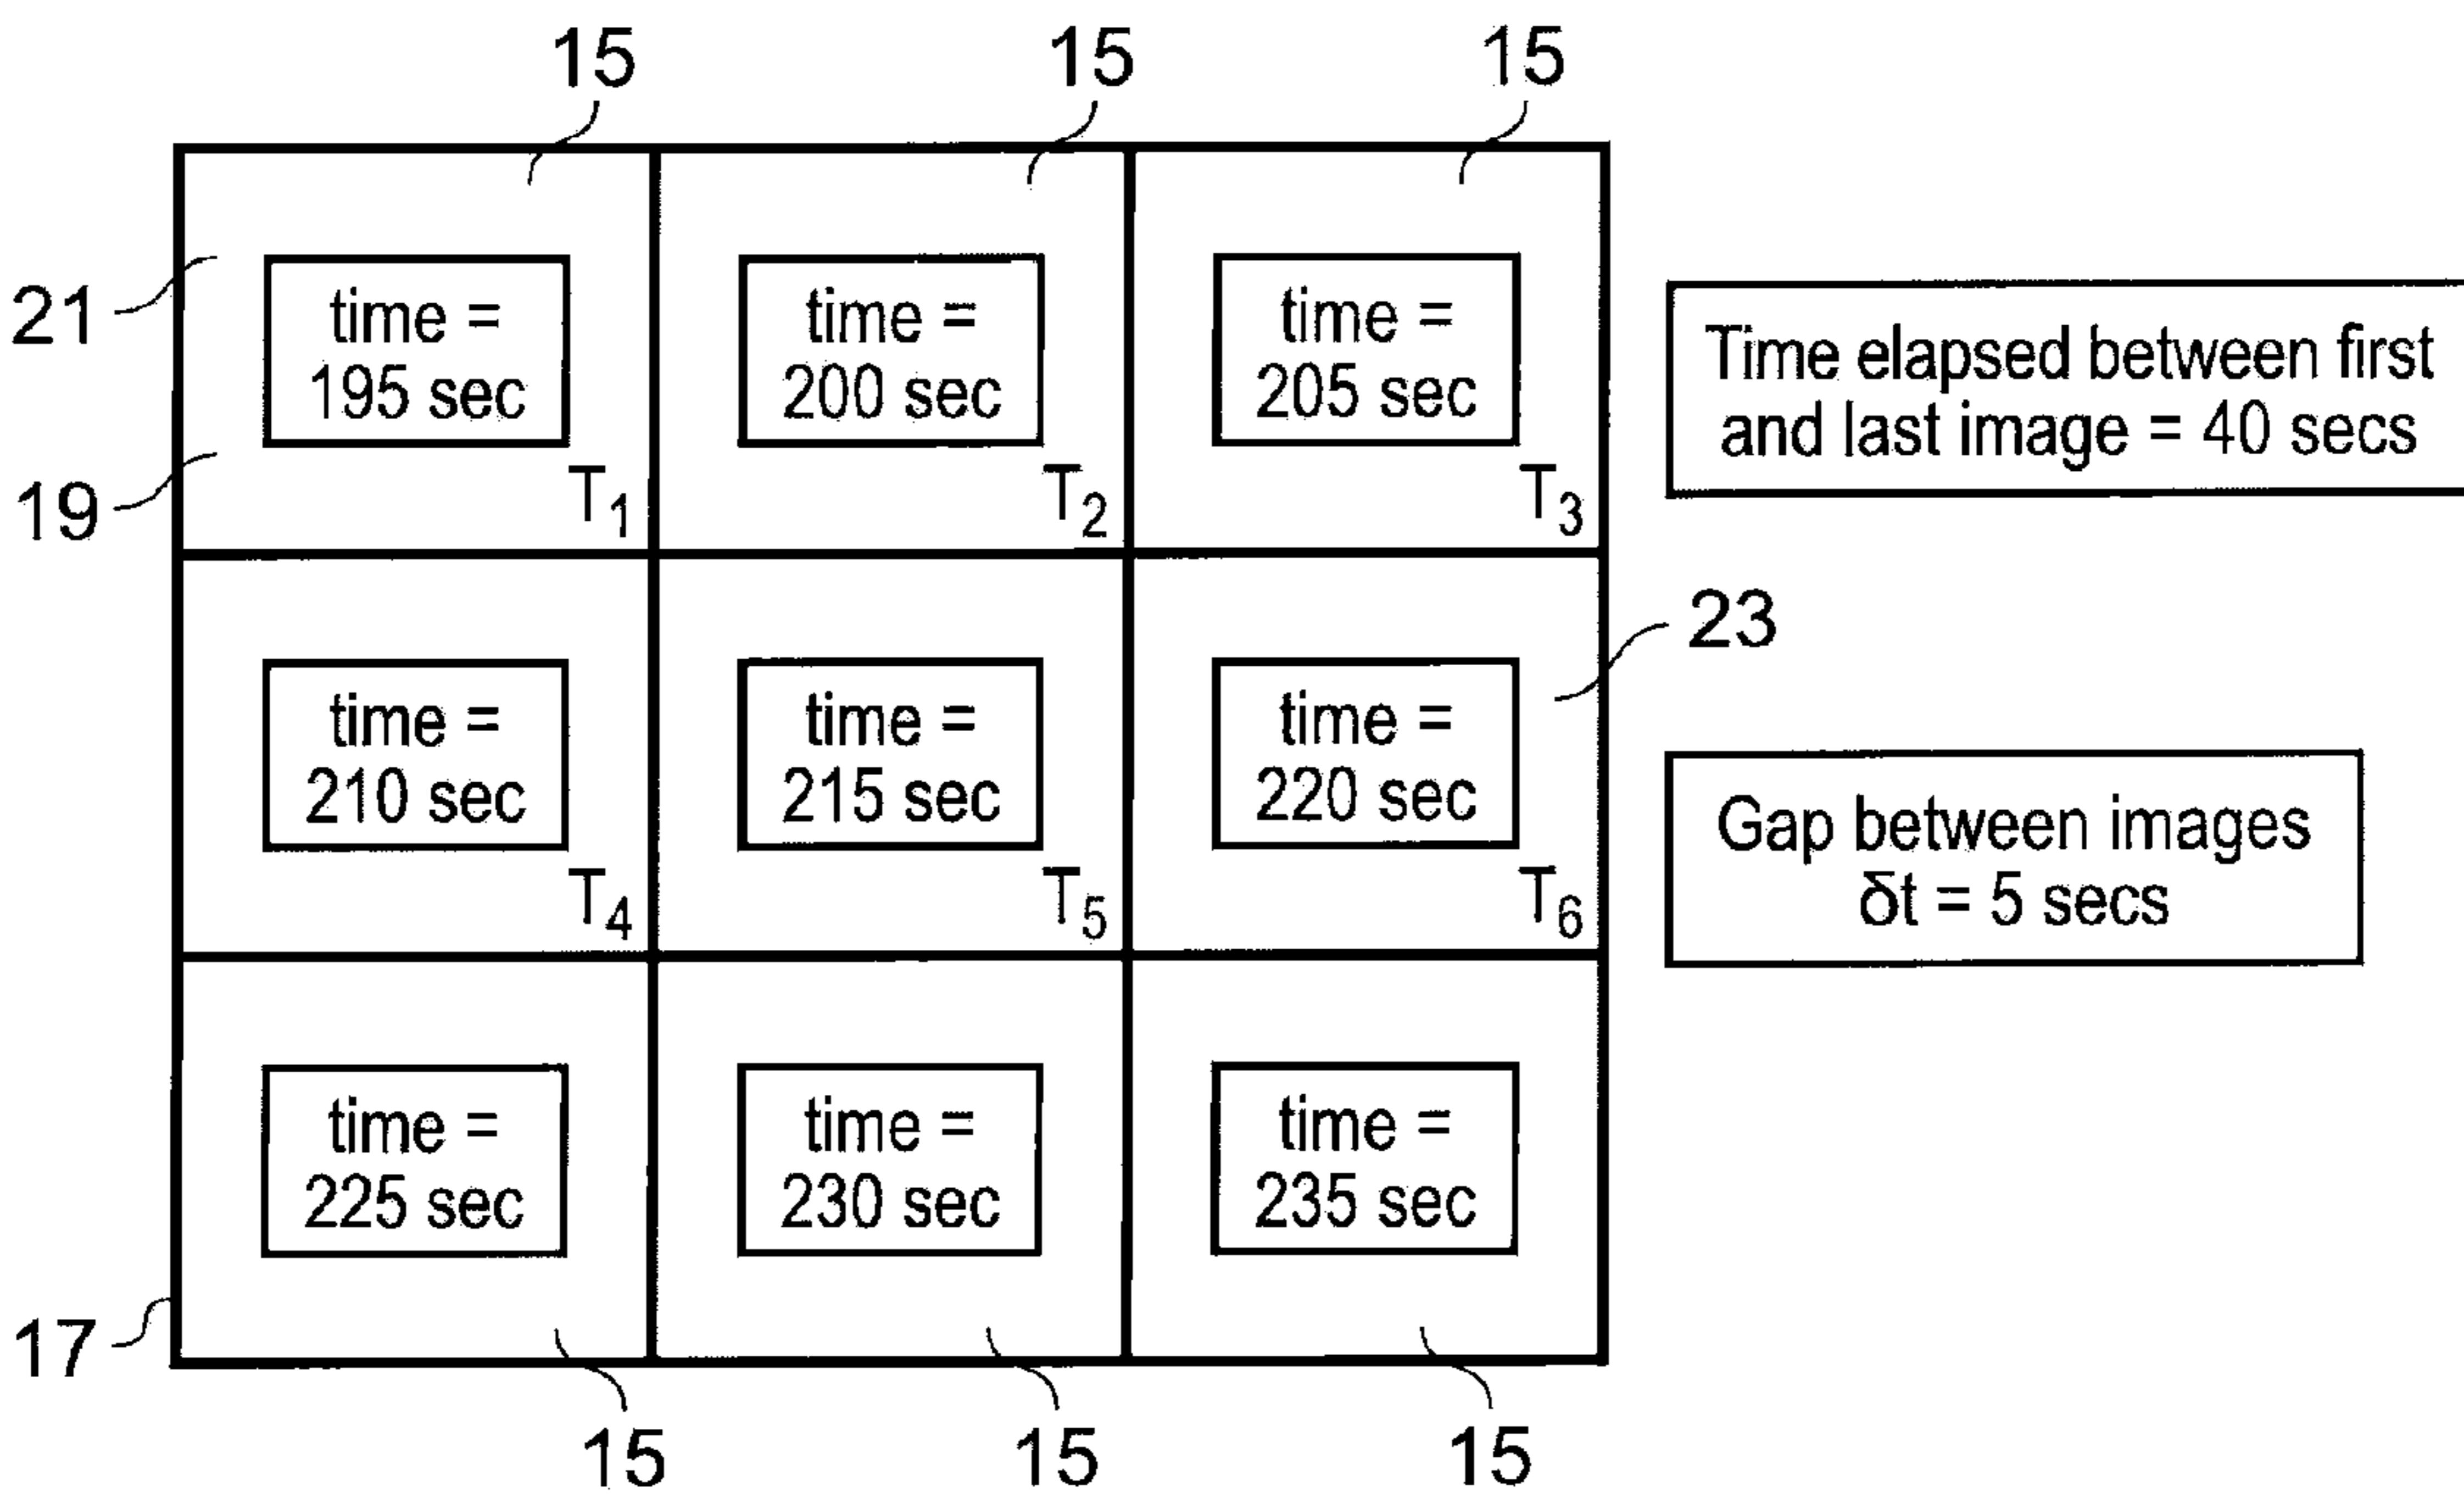 15 15 15
21
time =
195 sec
time =
200 sec
time =
205 sec
Time elapsed between first
and last image = 40 secs
19
T1
T2
T3
23
time =
210 sec
time =
215 sec
time =
220 sec
Gap between images
δt = 5 secs
T4
T5
T6
time =
225 sec
time =
230 sec
time =
235 sec
17
15 15 15